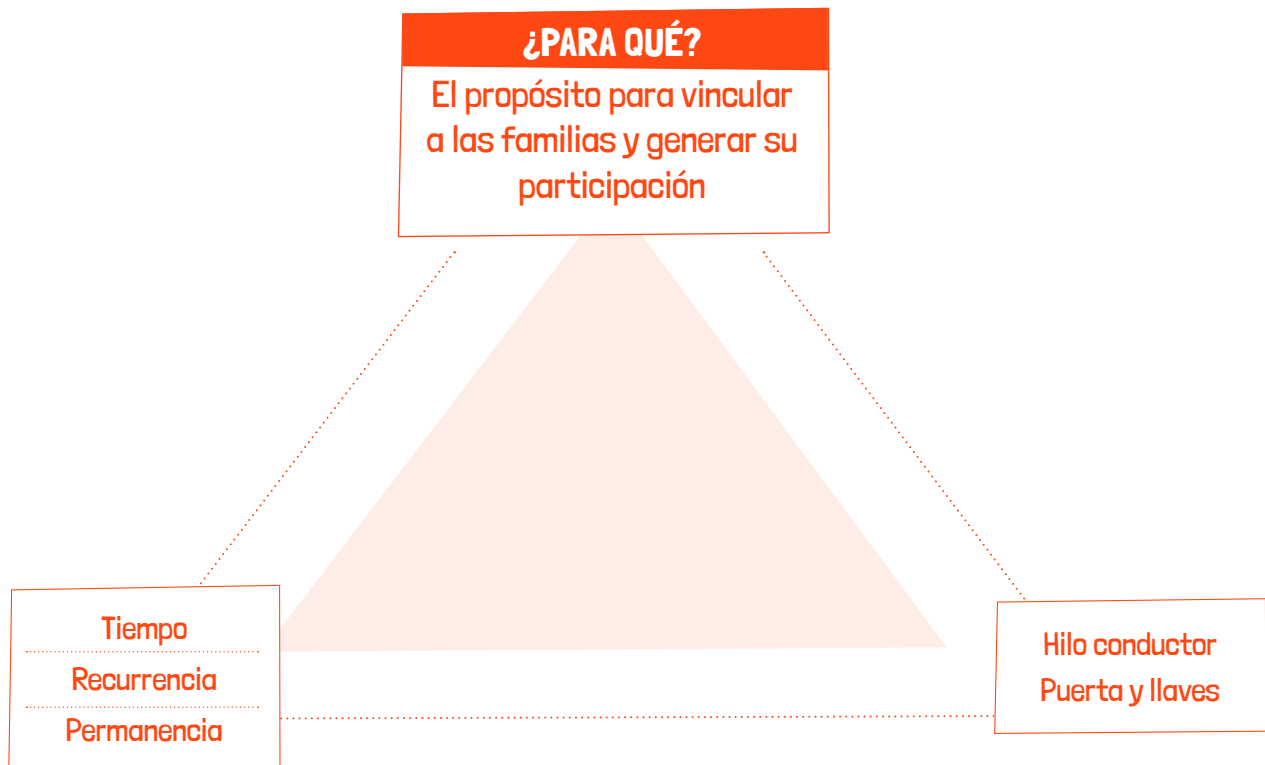 ¿PARA QUÉ?
El propósito para vincular
a las familias y generar su
participación
Tiempo
Recurrencia
Permanencia
Hilo conductor
Puerta y llaves